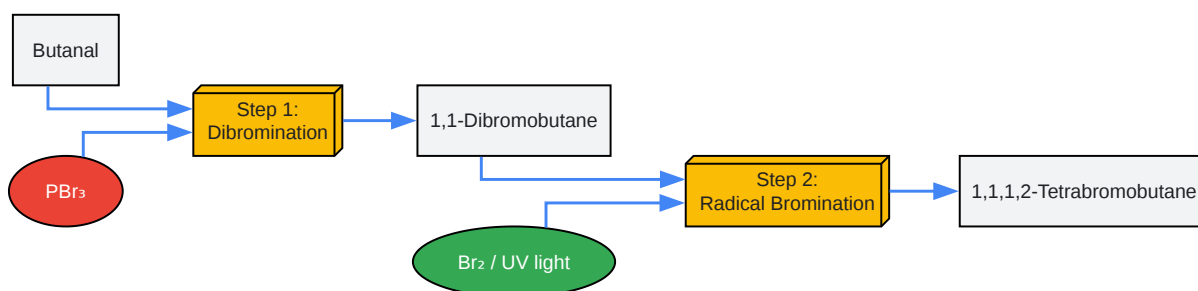 Butanal
Step 1:
Dibromination
1,1-Dibromobutane
PBr₃
Step 2:
Radical Bromination
1,1,1,2-Tetrabromobutane
Br₂ / UV light